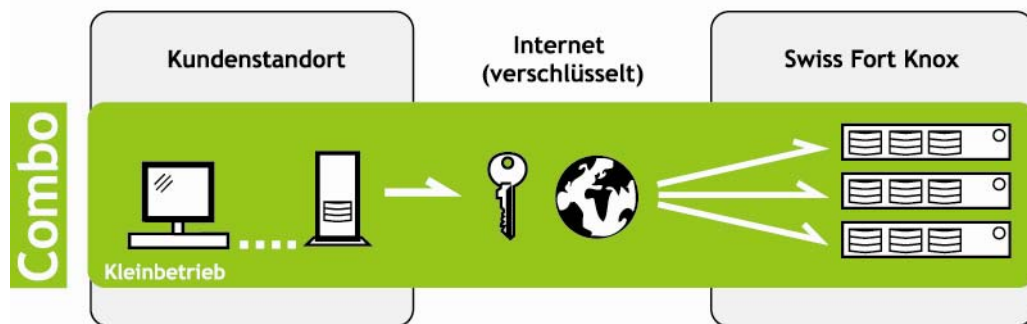 Kundenstandort
Internet
(verschlüsselt)
Swiss Fort Knox
Combo
Kleinbetrieb